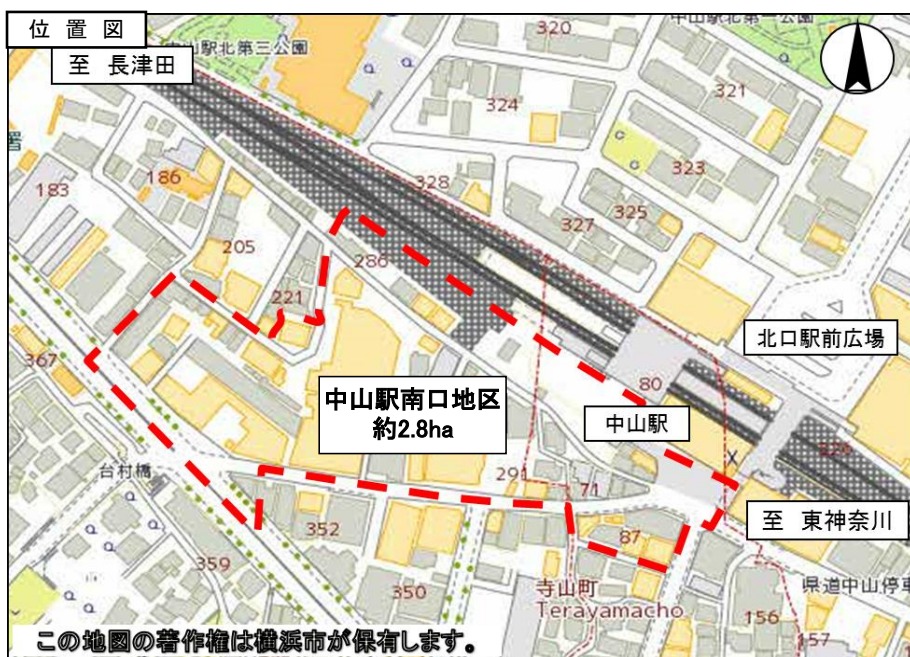 位置図
中山駅北第一公園
中山駅北第三公園
320
至 長津田
321
324
323
183
186
328
325
327
205
286
221
北口駅前広場
367
中山駅南口地区
約2.8ha
80
中山駅
台村橋
291
71
至 東神奈川
352
87
359
350
寺山町
Terayamacho
県道中山停車
156
157
この地図の著作権は横浜市が保有します。